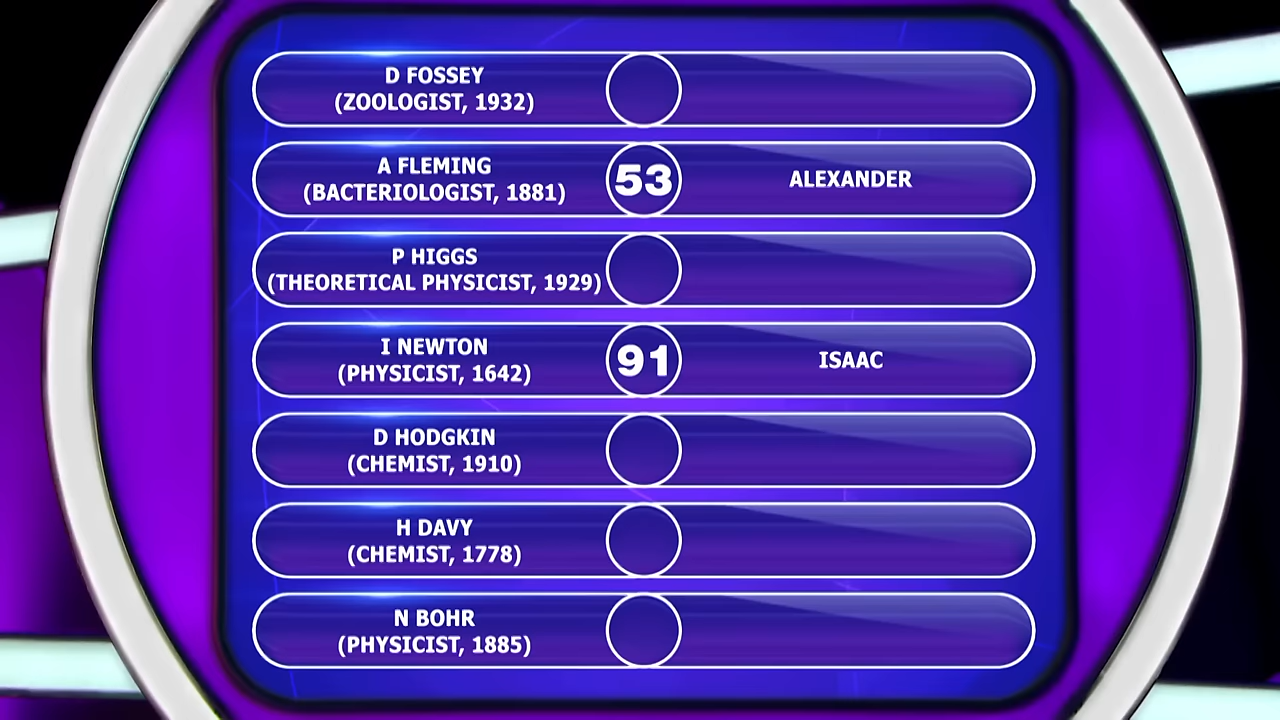 D FOSSEY
(ZOOLOGIST, 1932)
A FLEMING
(BACTERIOLOGIST, 1881)
53
ALEXANDER
P HIGGS
(THEORETICAL PHYSICIST, 1929)
I NEWTON
(PHYSICIST, 1642)
91
ISAAC
D HODGKIN
(CHEMIST, 1910)
H DAVY
(CHEMIST, 1778)
N BOHR
(PHYSICIST, 1885)